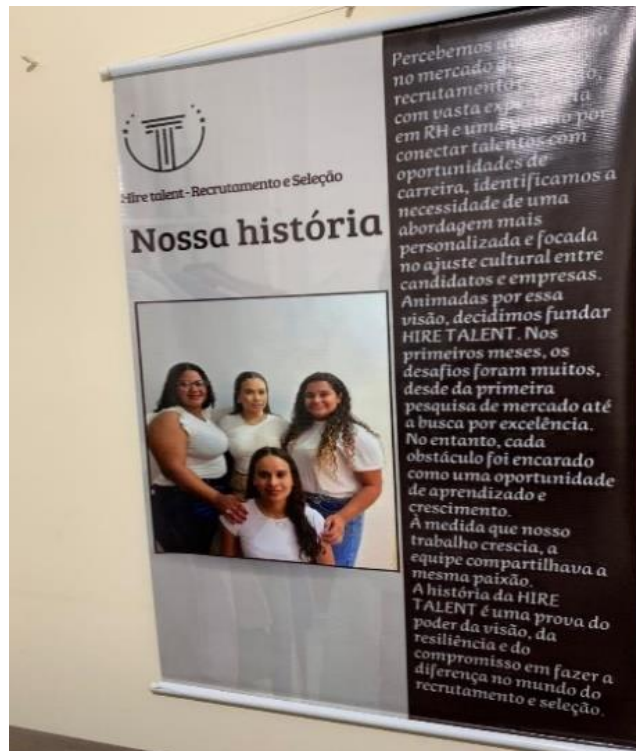 Hire talent - Recrutamento e Seleção
Nossa história
Percebemos
no mercado
recrutamento
com vasta experiência
em RH e uma paixão por
conectar talentos com
oportunidades de
carreira, identificamos a
necessidade de uma
abordagem mais
personalizada e focada
no ajuste cultural entre
candidatos e empresas.
Animadas por essa
visão, decidimos fundar
HIRE TALENT. Nos
primeiros meses, os
desafios foram muitos,
desde da primeira
pesquisa de mercado até
a busca por excelência.
No entanto, cada
obstáculo foi encarado
como uma oportunidade
de aprendizado e
crescimento.
À medida que nosso
trabalho crescia, a
equipe compartilhava a
mesma paixão.
A história da HIRE
TALENT é uma prova do
poder da visão, da
resiliência e do
compromisso em fazer a
diferença no mundo do
recrutamento e seleção.